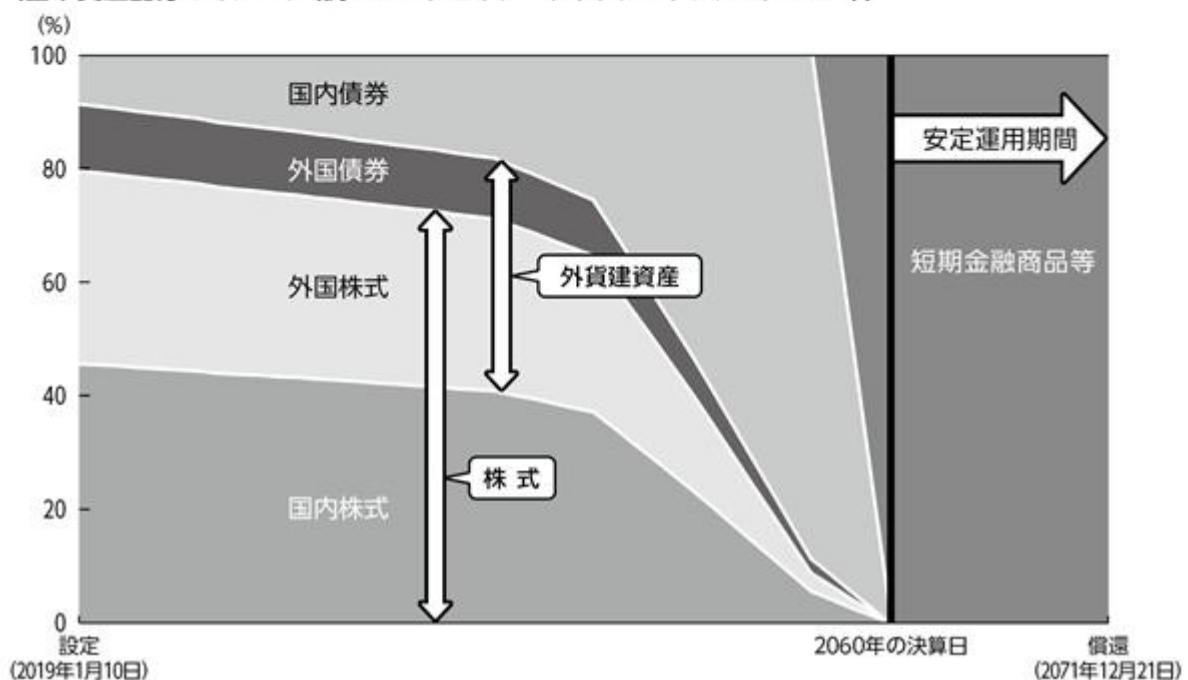 (%)
100
国内債券
安定運用期間
80
外国債券
短期金融商品等
60
外国株式
外貨建資産
40
株 式
20
国内株式
0
設定
(2019年1月10日)
2060年の決算日
償還
(2071年12月21日)